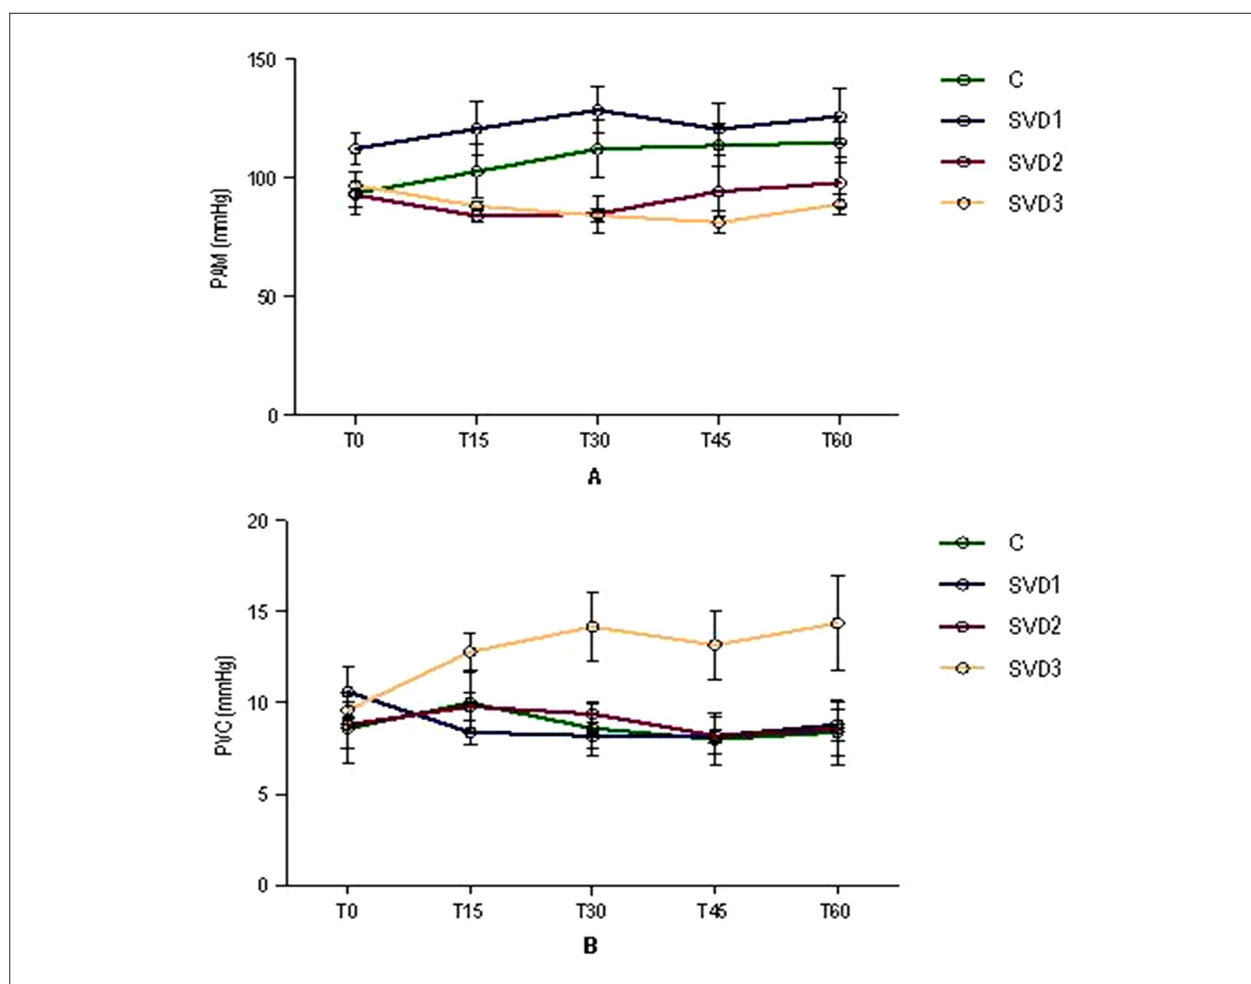 150
100
50
0
PAM (mmHg)
T0 T15 T30 T45 T60
A
C
SVD1
SVD2
SVD3
20
15
10
5
0
PVC (mmHg)
T0 T15 T30 T45 T60
B
C
SVD1
SVD2
SVD3